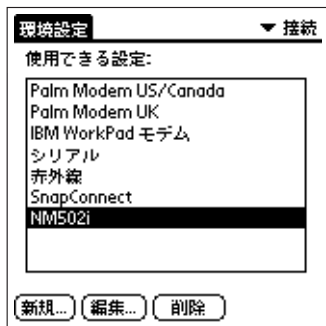 環境設定 ▼ 接続
使用できる設定:
Palm Modem US/Canada
Palm Modem UK
IBM WorkPad モデム
シリアル
赤外線
SnapConnect
NM502i
新規... 編集... 削除